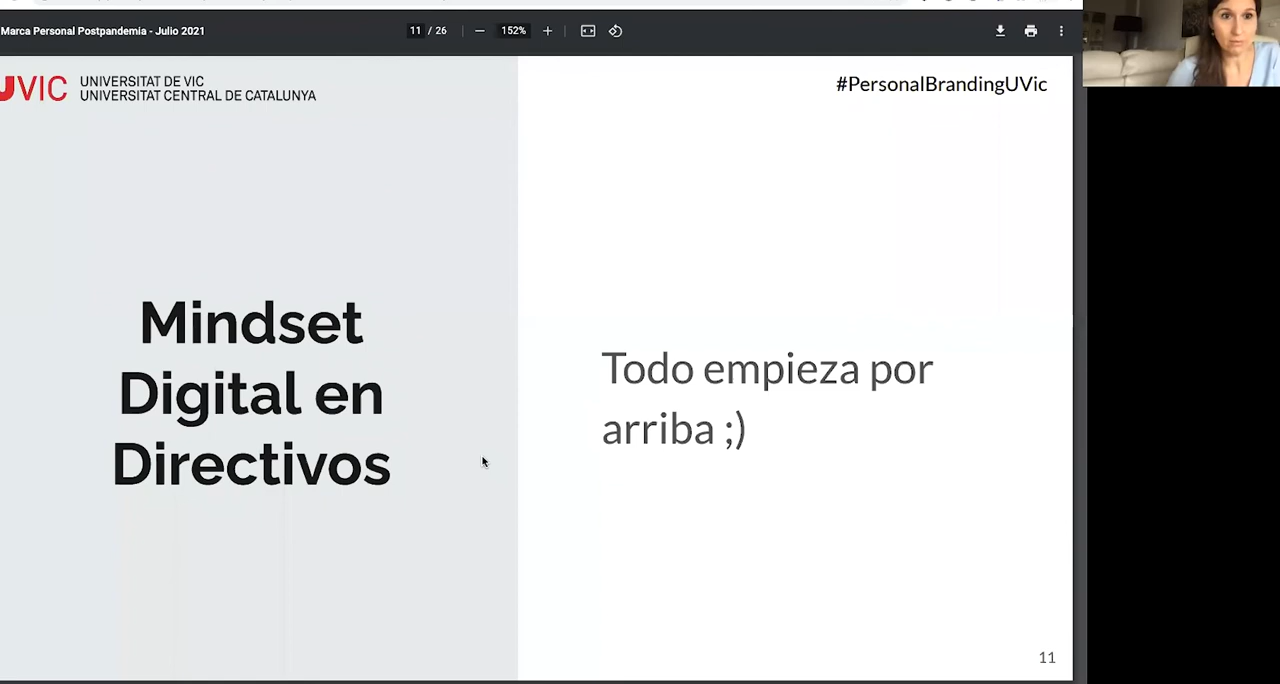 Marca Personal Postpandemia - Julio 2021
11 / 26
152%
UVIC
UNIVERSITAT DE VIC
UNIVERSITAT CENTRAL DE CATALUNYA
#PersonalBrandingUVic
Mindset
Digital en
Directivos
Todo empieza por
arriba ;)
11